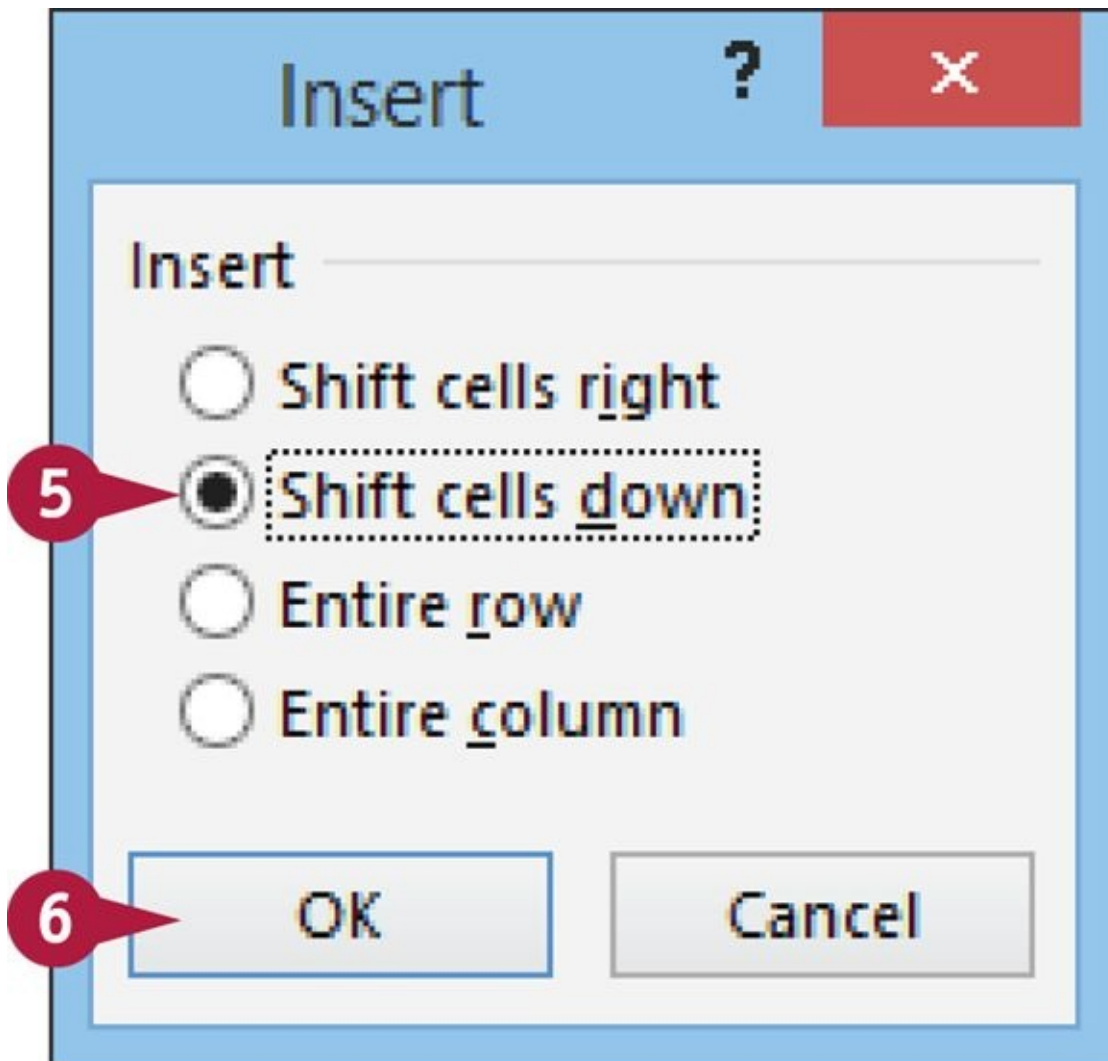 Insert ? ×
Insert
Shift cells right
5 Shift cells down
Entire row
Entire column
6 OK Cancel